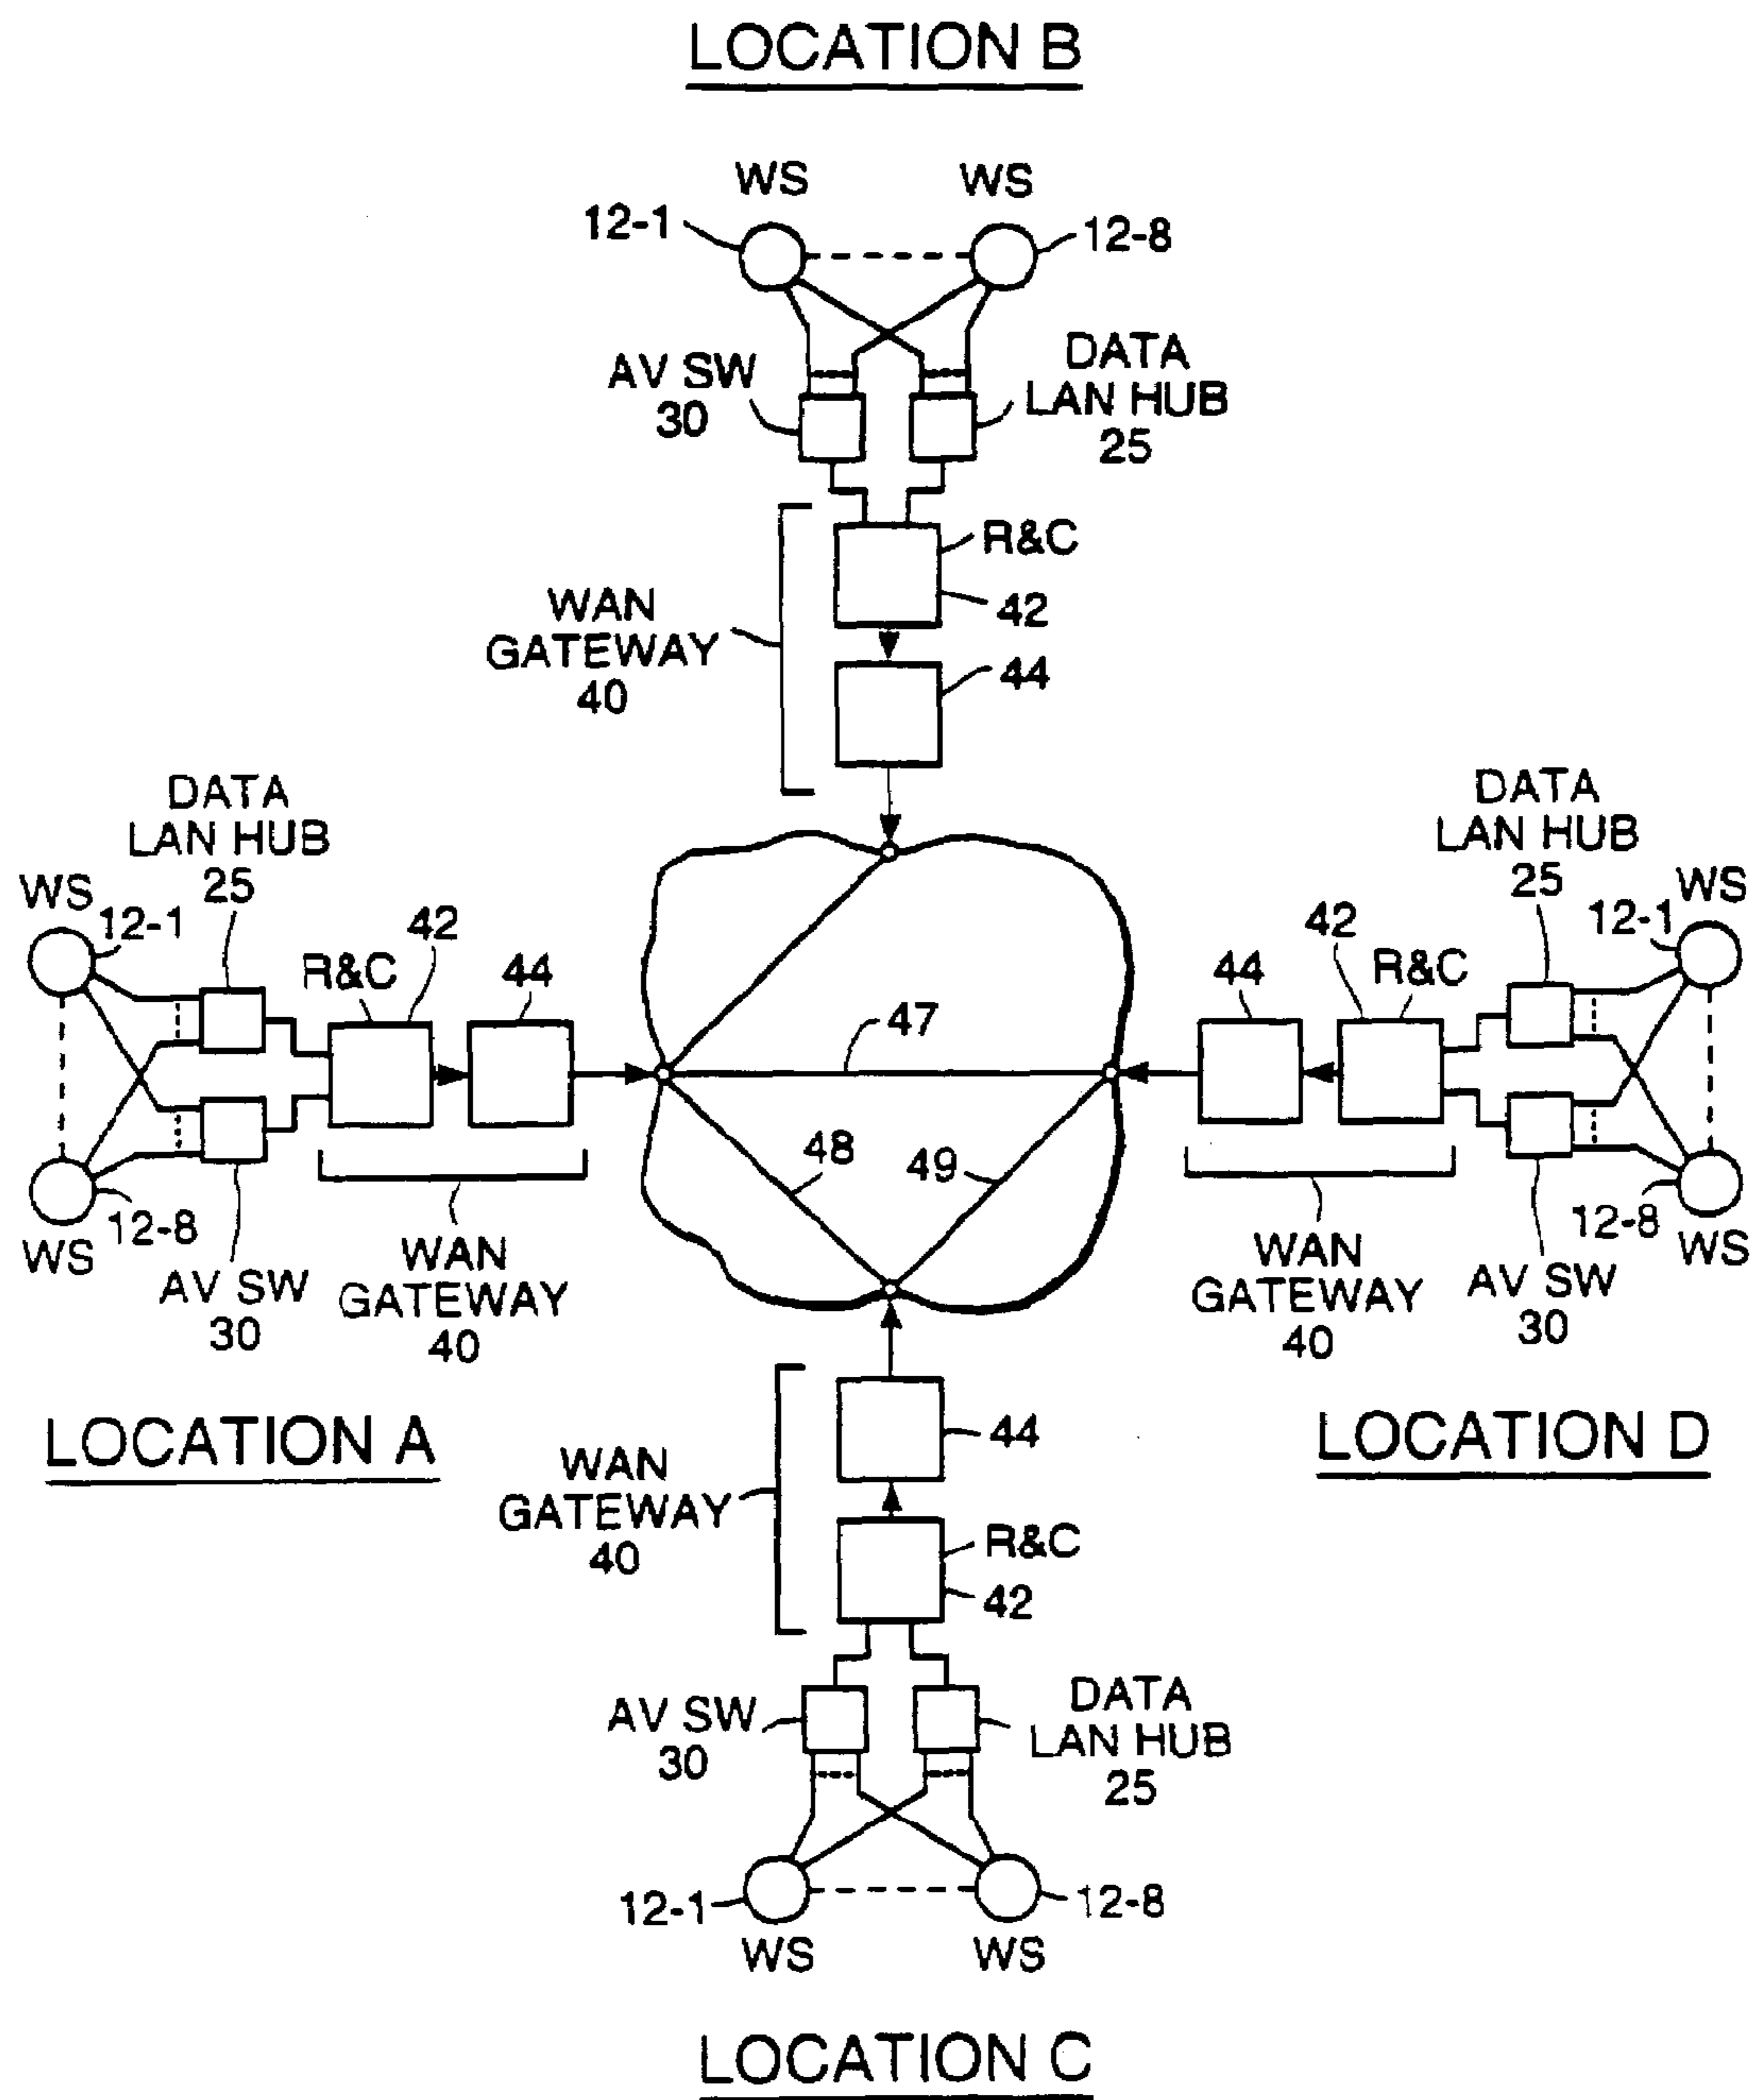 LOCATION B
WS
WS
12-1
12-8
AV SW
30
DATA
LAN HUB
25
R&C
42
WAN
GATEWAY
40
44
DATA
LAN HUB
25
WS
12-1
42
R&C
44
12-8
WS
AV SW
30
WAN
GATEWAY
40
47
48
49
DATA
LAN HUB
25
WS
12-1
42
R&C
44
12-8
WS
WAN
GATEWAY
40
AV SW
30
LOCATION A
LOCATION D
44
WAN
GATEWAY
40
R&C
42
AV SW
30
DATA
LAN HUB
25
12-1
12-8
WS
WS
LOCATION C